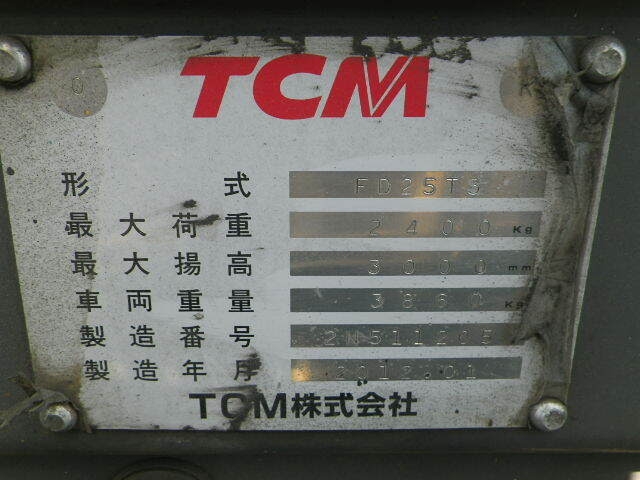 O TCM K
形式 FD25T5
最大荷重 2400 Kg
最大揚高 3000 mm
車両重量 3860 Kg
製造番号 2N511205
製造年月 2012.01
TCM株式会社